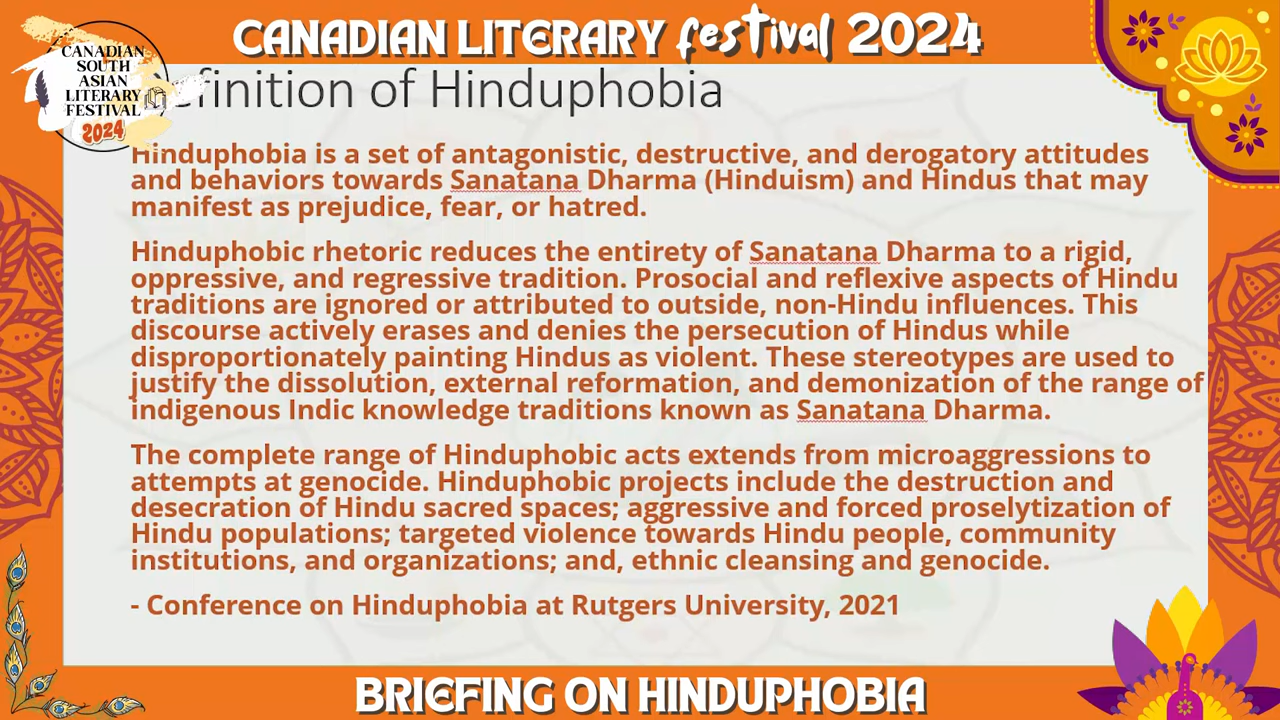 CANADIAN LITERARY festival 2024
CANADIAN
SOUTH
ASIAN
LITERARY
FESTIVAL
2024
Definition of Hinduphobia
Hinduphobia is a set of antagonistic, destructive, and derogatory attitudes
and behaviors towards Sanatana Dharma (Hinduism) and Hindus that may
manifest as prejudice, fear, or hatred.
Hinduphobic rhetoric reduces the entirety of Sanatana Dharma to a rigid,
oppressive, and regressive tradition. Prosocial and reflexive aspects of Hindu
traditions are ignored or attributed to outside, non-Hindu influences. This
discourse actively erases and denies the persecution of Hindus while
disproportionately painting Hindus as violent. These stereotypes are used to
justify the dissolution, external reformation, and demonization of the range of
indigenous Indic knowledge traditions known as Sanatana Dharma.
The complete range of Hinduphobic acts extends from microaggressions to
attempts at genocide. Hinduphobic projects include the destruction and
desecration of Hindu sacred spaces; aggressive and forced proselytization of
Hindu populations; targeted violence towards Hindu people, community
institutions, and organizations; and, ethnic cleansing and genocide.
- Conference on Hinduphobia at Rutgers University, 2021
BRIEFING ON HINDUPHOBIA